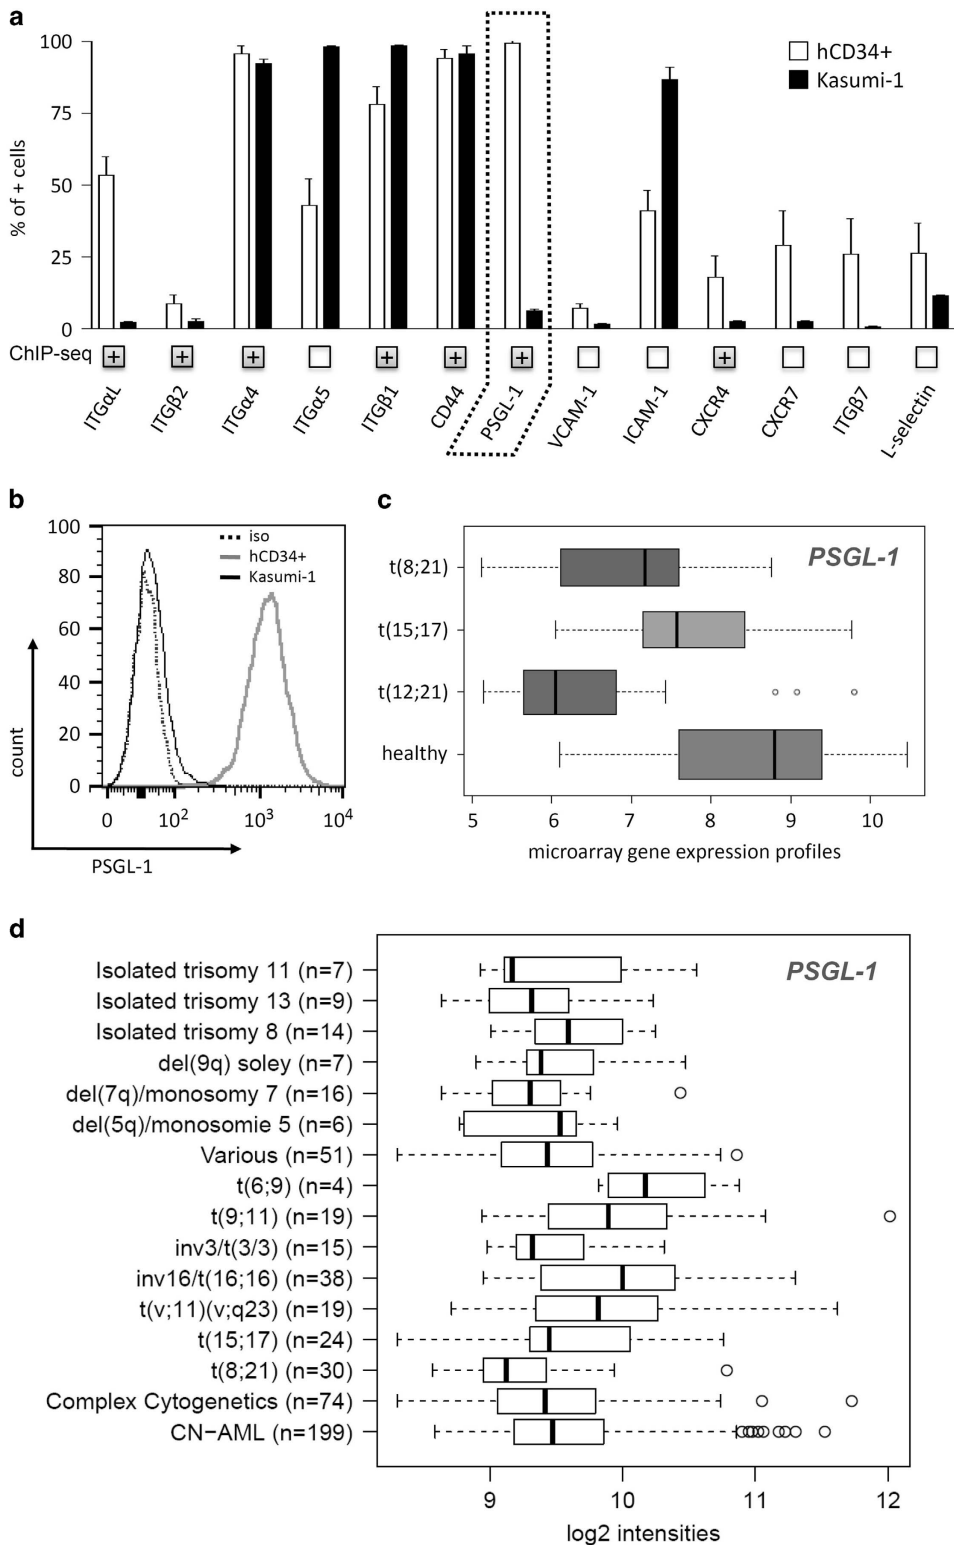 a
100
75
50
25
0
% of + cells
hCD34+
Kasumi-1
ChIP-seq + + + + + + +
ITGαL
ITGβ2
ITGα4
ITGα5
ITGβ1
CD44
PSGL-1
VCAM-1
ICAM-1
CXCR4
CXCR7
ITGβ7
L-selectin
b
100
80
60
40
20
0
count
iso
hCD34+
Kasumi-1
0 10² 10³ 10⁴
PSGL-1
c
PSGL-1
t(8;21)
t(15;17)
t(12;21)
healthy
5 6 7 8 9 10
microarray gene expression profiles
d
PSGL-1
Isolated trisomy 11 (n=7)
Isolated trisomy 13 (n=9)
Isolated trisomy 8 (n=14)
del(9q) soley (n=7)
del(7q)/monosomy 7 (n=16)
del(5q)/monosomie 5 (n=6)
Various (n=51)
t(6;9) (n=4)
t(9;11) (n=19)
inv3/t(3/3) (n=15)
inv16/t(16;16) (n=38)
t(v;11)(v;q23) (n=19)
t(15;17) (n=24)
t(8;21) (n=30)
Complex Cytogenetics (n=74)
CN−AML (n=199)
9 10 11 12
log2 intensities